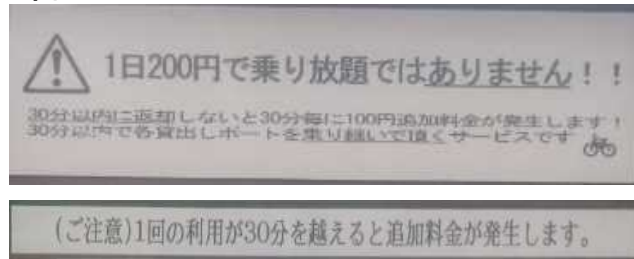 1日200円で乗り放題ではありません！！
30分以内に返却しないと30分毎に100円追加料金が発生します！
30分以内で各貸出しポートを乗り継いで頂くサービスです
(ご注意)1回の利用が30分を越えると追加料金が発生します。